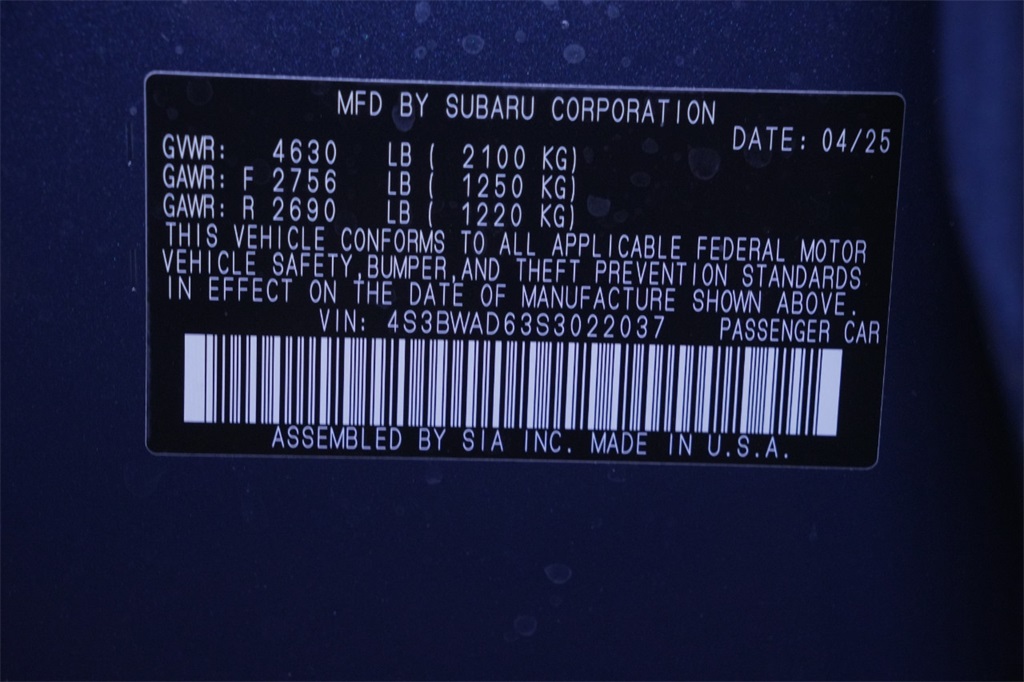 MFD BY SUBARU CORPORATION
DATE: 04/25
GVWR: 4630 LB ( 2100 KG)
GAWR: F 2756 LB ( 1250 KG)
GAWR: R 2690 LB ( 1220 KG)
THIS VEHICLE CONFORMS TO ALL APPLICABLE FEDERAL MOTOR
VEHICLE SAFETY,BUMPER,AND THEFT PREVENTION STANDARDS
IN EFFECT ON THE DATE OF MANUFACTURE SHOWN ABOVE.
VIN: 4S3BWAD63S3022037 PASSENGER CAR
ASSEMBLED BY SIA INC. MADE IN U.S.A.